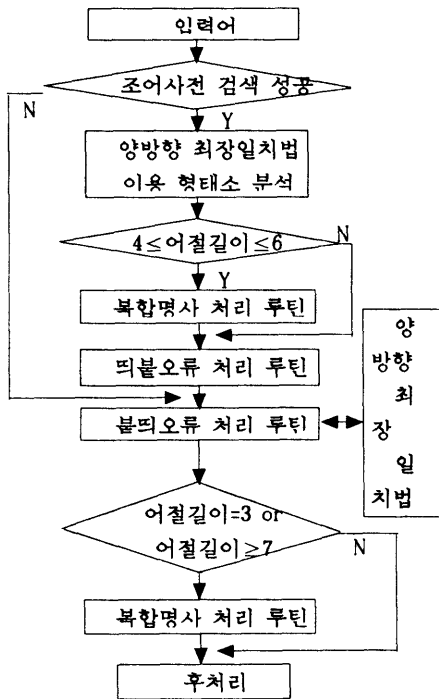 입력어
조어사전 검색 성공
N
Y
양방향 최장일치법
이용 형태소 분석
4≤어절길이≤6
N
Y
복합명사 처리 루틴
띄붙오류 처리 루틴
붙띄오류 처리 루틴
양
방향
최
장
일
치법
어절길이=3 or
어절길이≥7
N
복합명사 처리 루틴
후처리